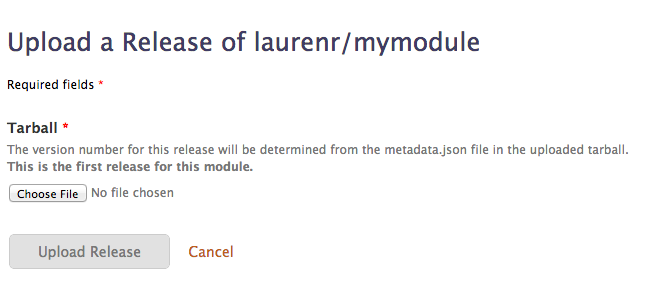 Upload a Release of laurenr/mymodule
Required fields *
Tarball *
The version number for this release will be determined from the metadata.json file in the uploaded tarball.
This is the first release for this module.
Choose File No file chosen
Upload Release Cancel